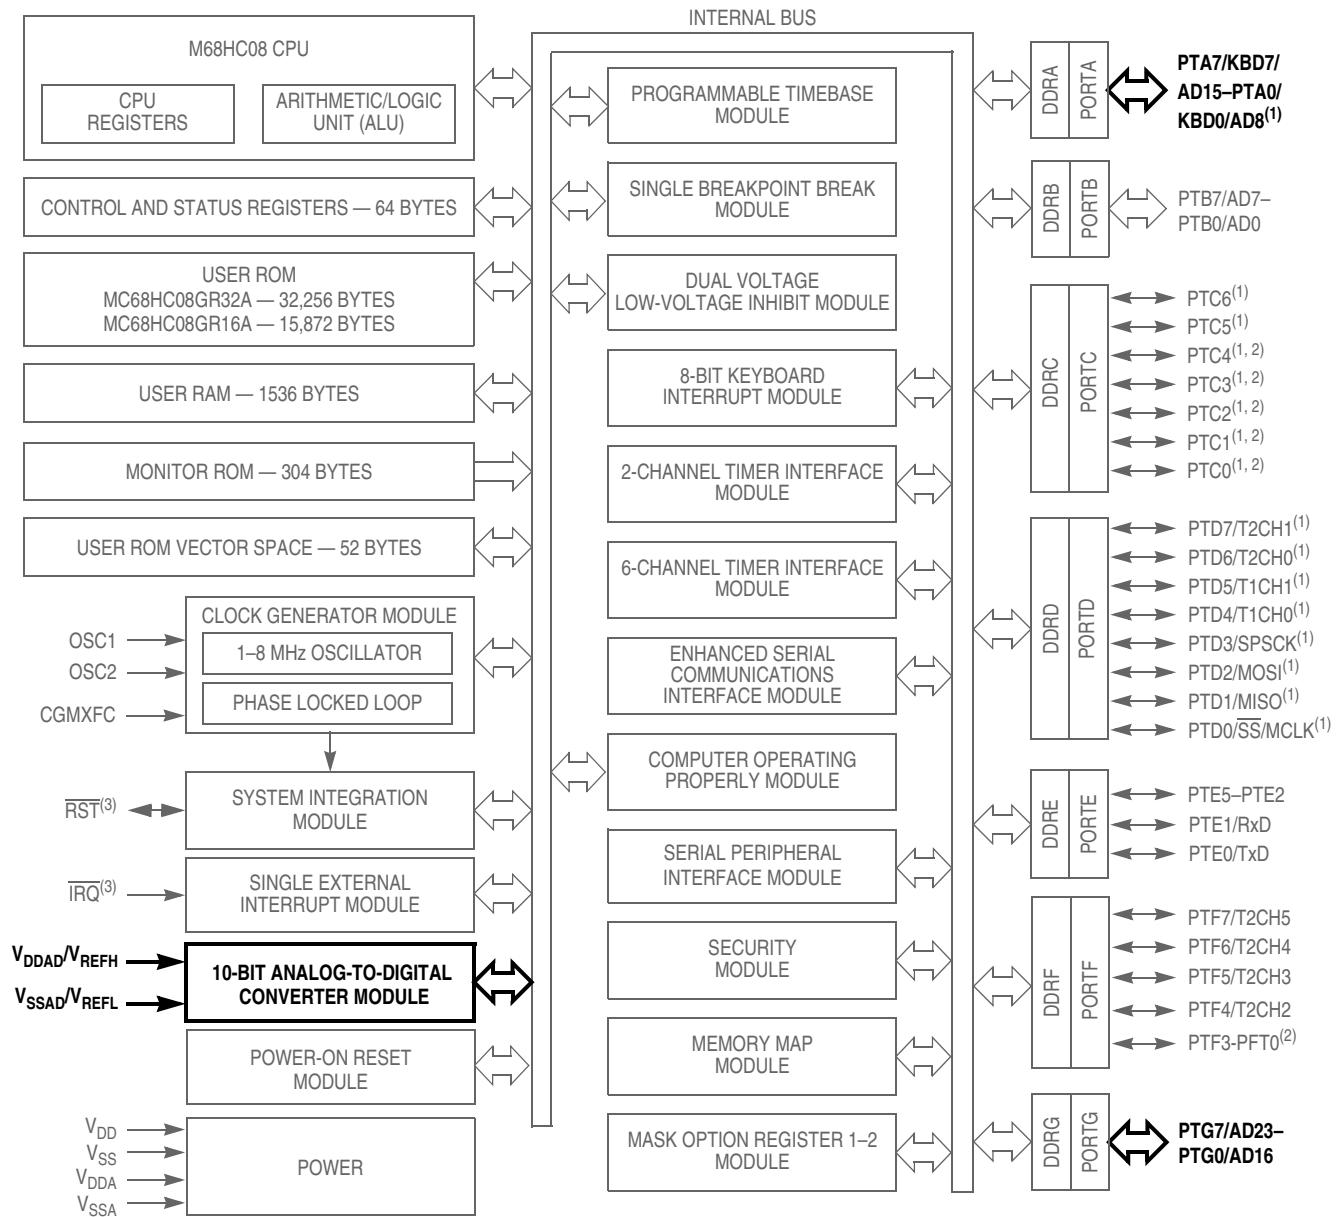 INTERNAL BUS
M68HC08 CPU
CPU
REGISTERS
ARITHMETIC/LOGIC
UNIT (ALU)
CONTROL AND STATUS REGISTERS — 64 BYTES
USER ROM
MC68HC08GR32A — 32,256 BYTES
MC68HC08GR16A — 15,872 BYTES
USER RAM — 1536 BYTES
MONITOR ROM — 304 BYTES
USER ROM VECTOR SPACE — 52 BYTES
CLOCK GENERATOR MODULE
1–8 MHz OSCILLATOR
PHASE LOCKED LOOP
OSC1
OSC2
CGMXFC
SYSTEM INTEGRATION
MODULE
RST(3)
SINGLE EXTERNAL
INTERRUPT MODULE
IRQ(3)
VDDAD/VREFH
VSSAD/VREFL
10-BIT ANALOG-TO-DIGITAL
CONVERTER MODULE
POWER-ON RESET
MODULE
VDD
VSS
VDDA
VSSA
POWER
PROGRAMMABLE TIMEBASE
MODULE
SINGLE BREAKPOINT BREAK
MODULE
DUAL VOLTAGE
LOW-VOLTAGE INHIBIT MODULE
8-BIT KEYBOARD
INTERRUPT MODULE
2-CHANNEL TIMER INTERFACE
MODULE
6-CHANNEL TIMER INTERFACE
MODULE
ENHANCED SERIAL
COMMUNICATIONS
INTERFACE MODULE
COMPUTER OPERATING
PROPERLY MODULE
SERIAL PERIPHERAL
INTERFACE MODULE
SECURITY
MODULE
MEMORY MAP
MODULE
MASK OPTION REGISTER 1–2
MODULE
DDRA
PORTA
PTA7/KBD7/
AD15–PTA0/
KBD0/AD8(1)
DDRB
PORTB
PTB7/AD7–
PTB0/AD0
DDRC
PORTC
PTC6(1)
PTC5(1)
PTC4(1, 2)
PTC3(1, 2)
PTC2(1, 2)
PTC1(1, 2)
PTC0(1, 2)
DDRD
PORTD
PTD7/T2CH1(1)
PTD6/T2CH0(1)
PTD5/T1CH1(1)
PTD4/T1CH0(1)
PTD3/SPSCK(1)
PTD2/MOSI(1)
PTD1/MISO(1)
PTD0/SS/MCLK(1)
DDRE
PORTE
PTE5–PTE2
PTE1/RxD
PTE0/TxD
DDRF
PORTF
PTF7/T2CH5
PTF6/T2CH4
PTF5/T2CH3
PTF4/T2CH2
PTF3-PFT0(2)
DDRG
PORTG
PTG7/AD23–
PTG0/AD16